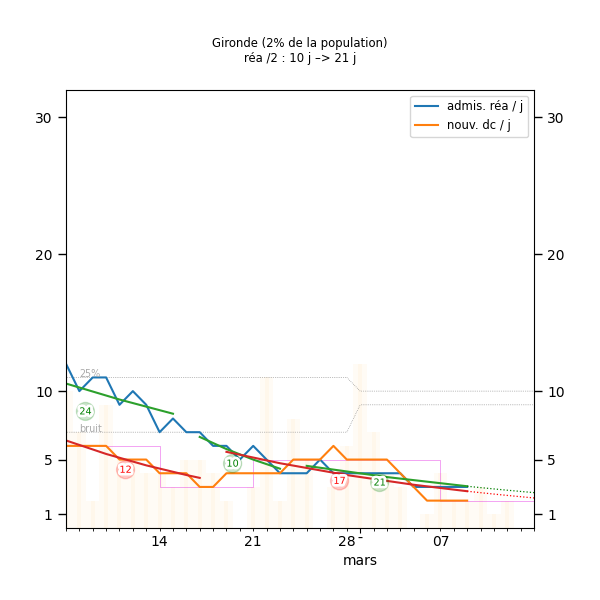 Gironde (2% de la population)
réa /2 : 10 j –> 21 j
admis. réa / j
nouv. dc / j
30 30
20 20
25%
10 10
24
bruit
5 5
12 10 17 21
1 1
14 21 28 07
mars